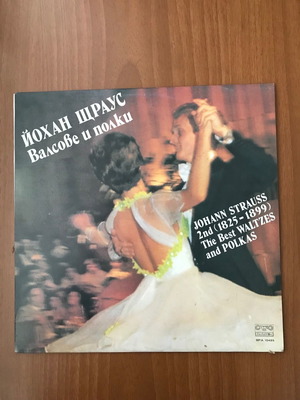 ЙОХАН ЩРАУС
Валсове и полки
JOHANN STRAUSS
2nd (1825-1899)
The Best WALTZES
and POLKAS